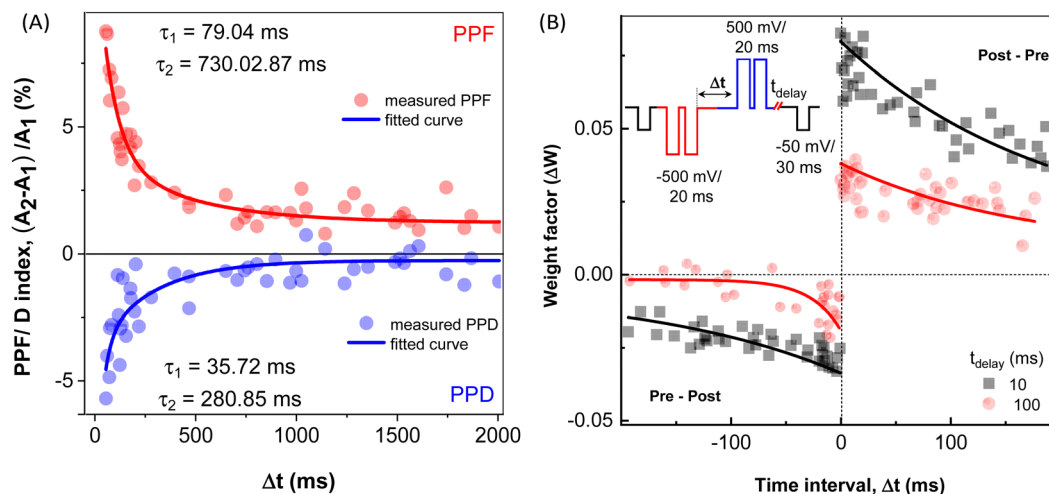 (A)
PPF/ D index, (A₂-A₁) /A₁ (%)
5
0
-5
τ₁ = 79.04 ms
τ₂ = 730.02.87 ms
PPF
measured PPF
fitted curve
measured PPD
fitted curve
τ₁ = 35.72 ms
τ₂ = 280.85 ms
PPD
0 500 1000 1500 2000
Δt (ms)
(B)
Weight factor (ΔW)
0.05
0.00
-0.05
500 mV/
20 ms
Δt
t_delay
-500 mV/
20 ms
-50 mV/
30 ms
Post - Pre
Pre - Post
t_delay (ms)
10
100
-100 0 100
Time interval, Δt (ms)